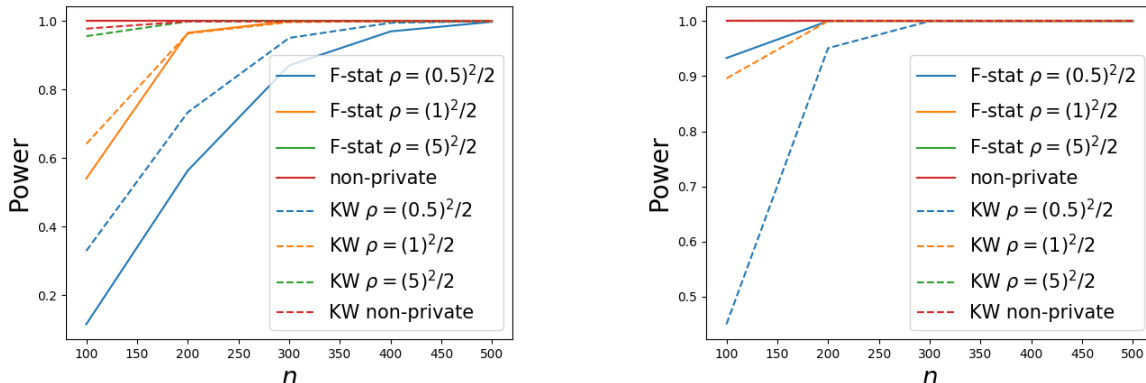 Power
1.0
0.8
0.6
0.4
0.2
F-stat ρ = (0.5)²/2
F-stat ρ = (1)²/2
F-stat ρ = (5)²/2
non-private
KW ρ = (0.5)²/2
KW ρ = (1)²/2
KW ρ = (5)²/2
KW non-private
100 150 200 250 300 350 400 450 500
n
Power
1.0
0.9
0.8
0.7
0.6
0.5
F-stat ρ = (0.5)²/2
F-stat ρ = (1)²/2
F-stat ρ = (5)²/2
non-private
KW ρ = (0.5)²/2
KW ρ = (1)²/2
KW ρ = (5)²/2
KW non-private
100 150 200 250 300 350 400 450 500
n